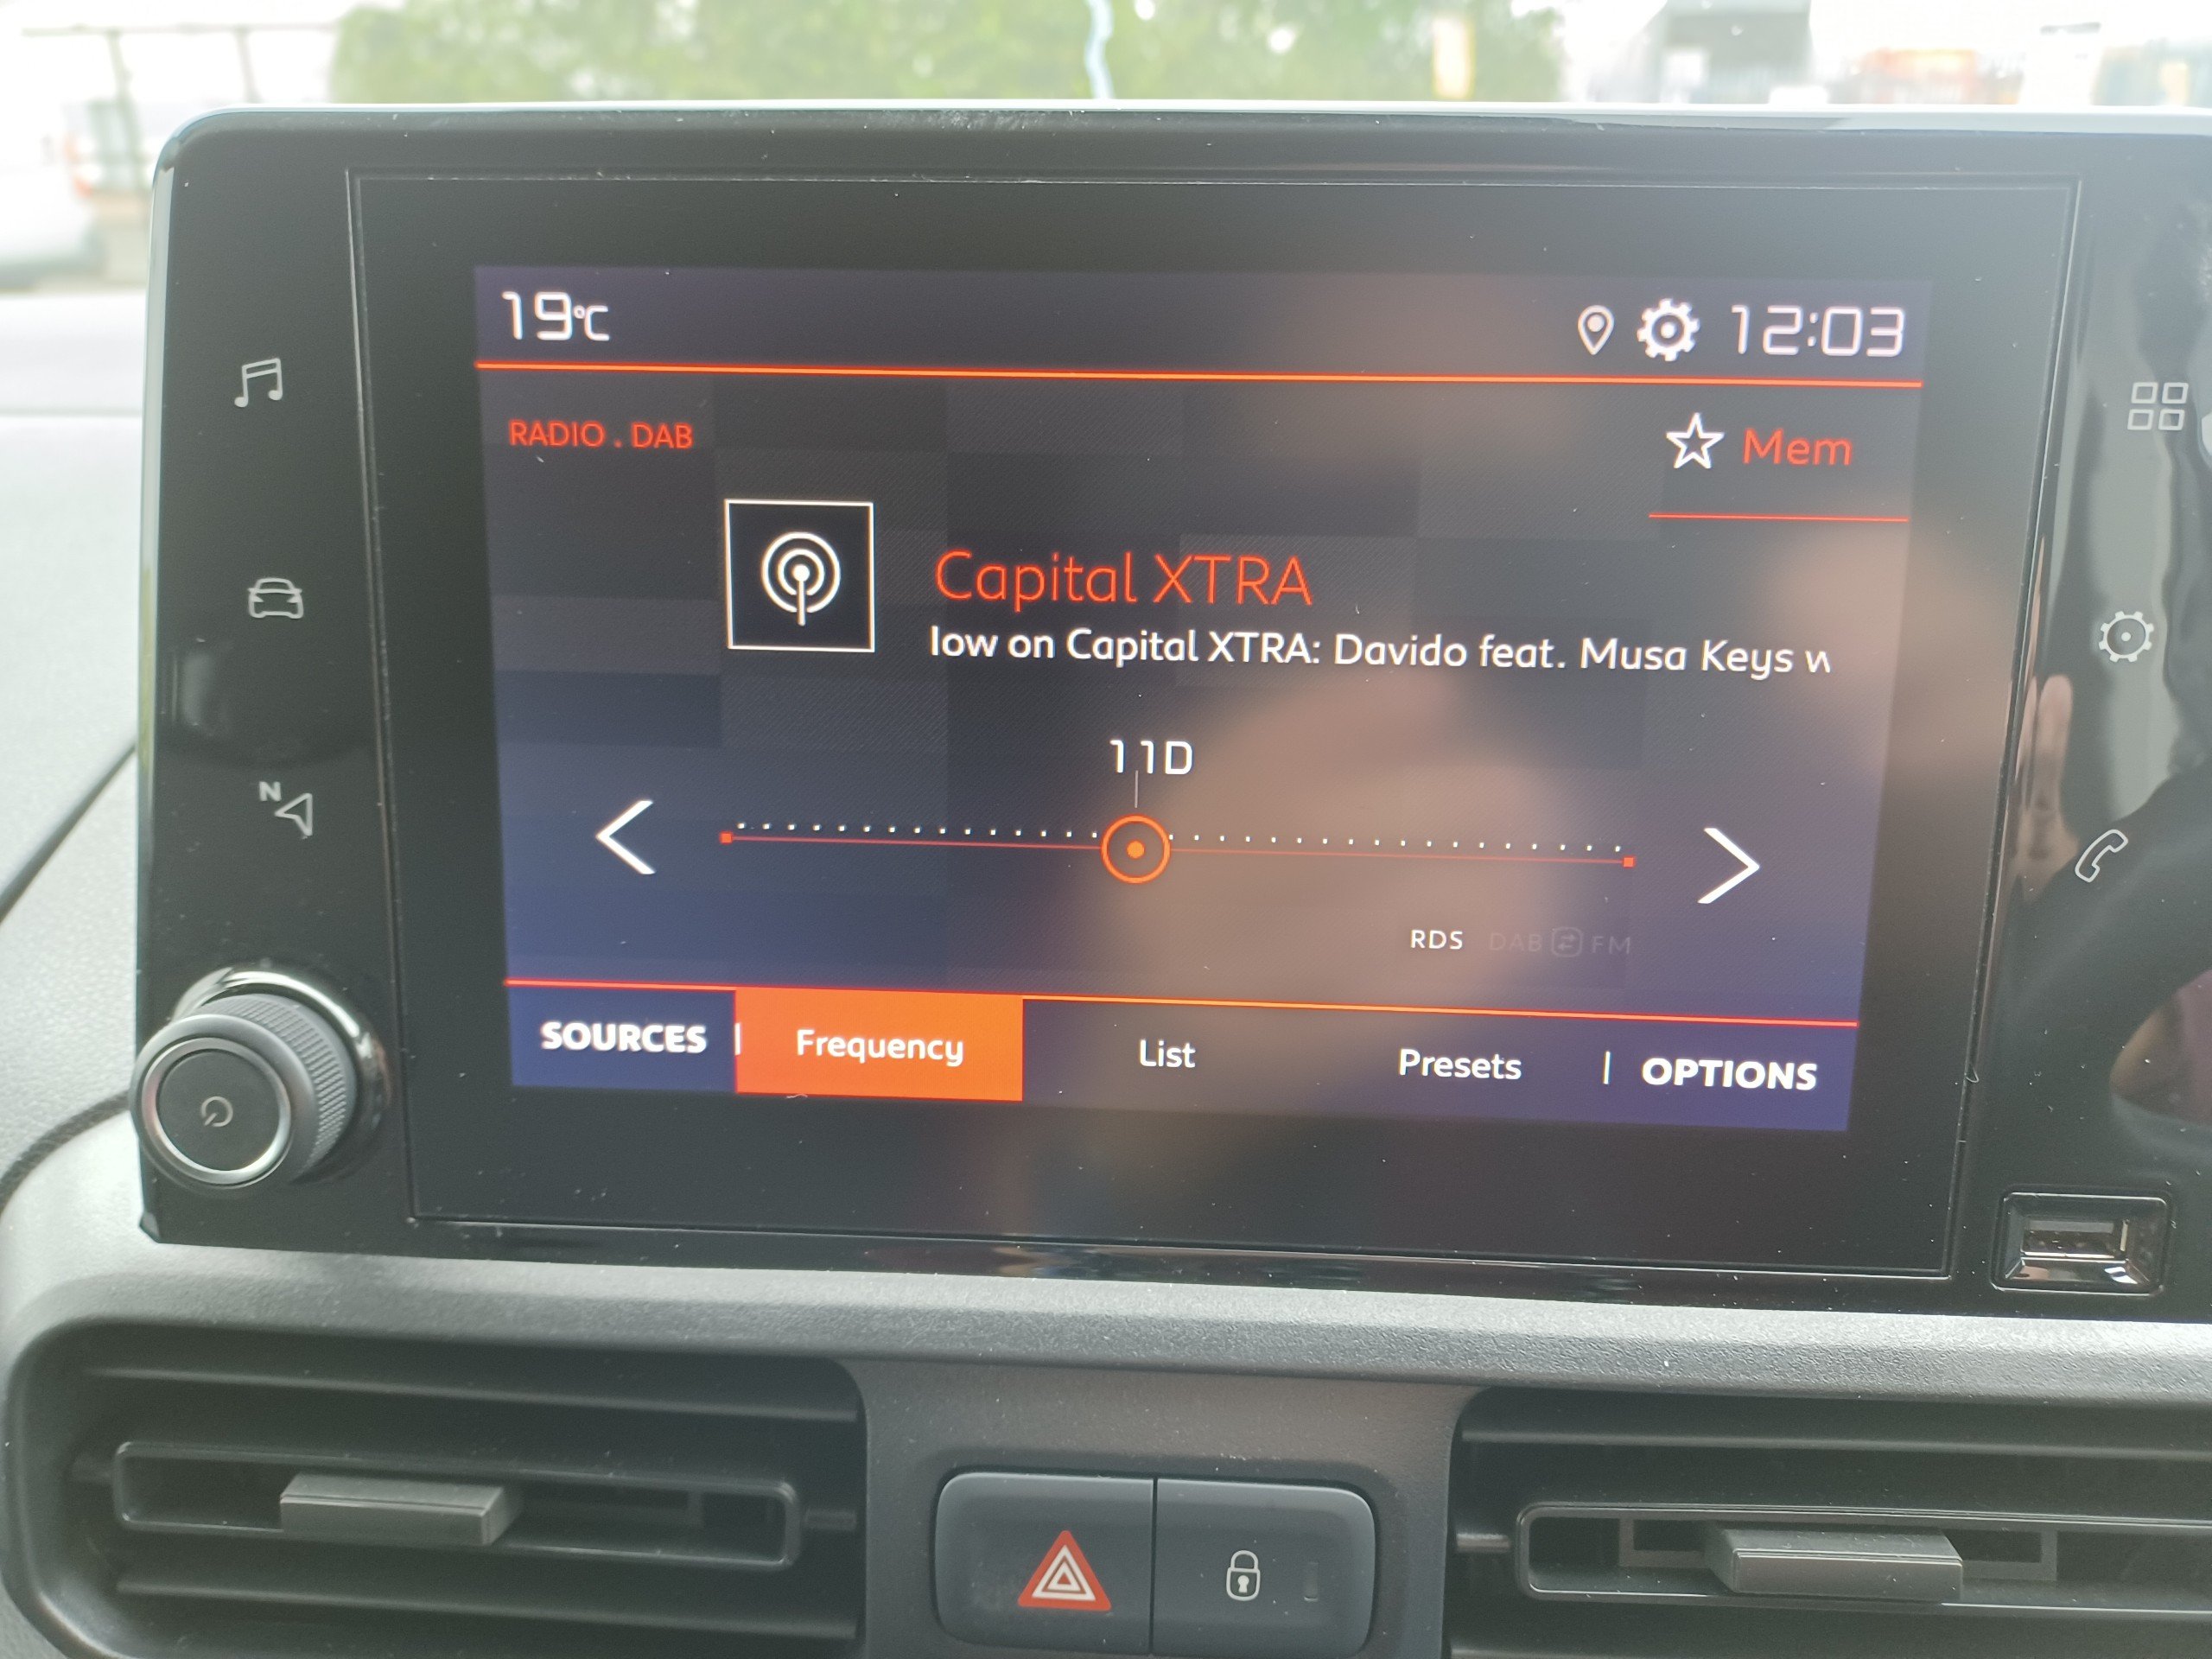 19°C 12:03
RADIO . DAB
Mem
Capital XTRA
low on Capital XTRA: Davido feat. Musa Keys w
11D
RDS DAB FM
SOURCES Frequency List Presets OPTIONS
N